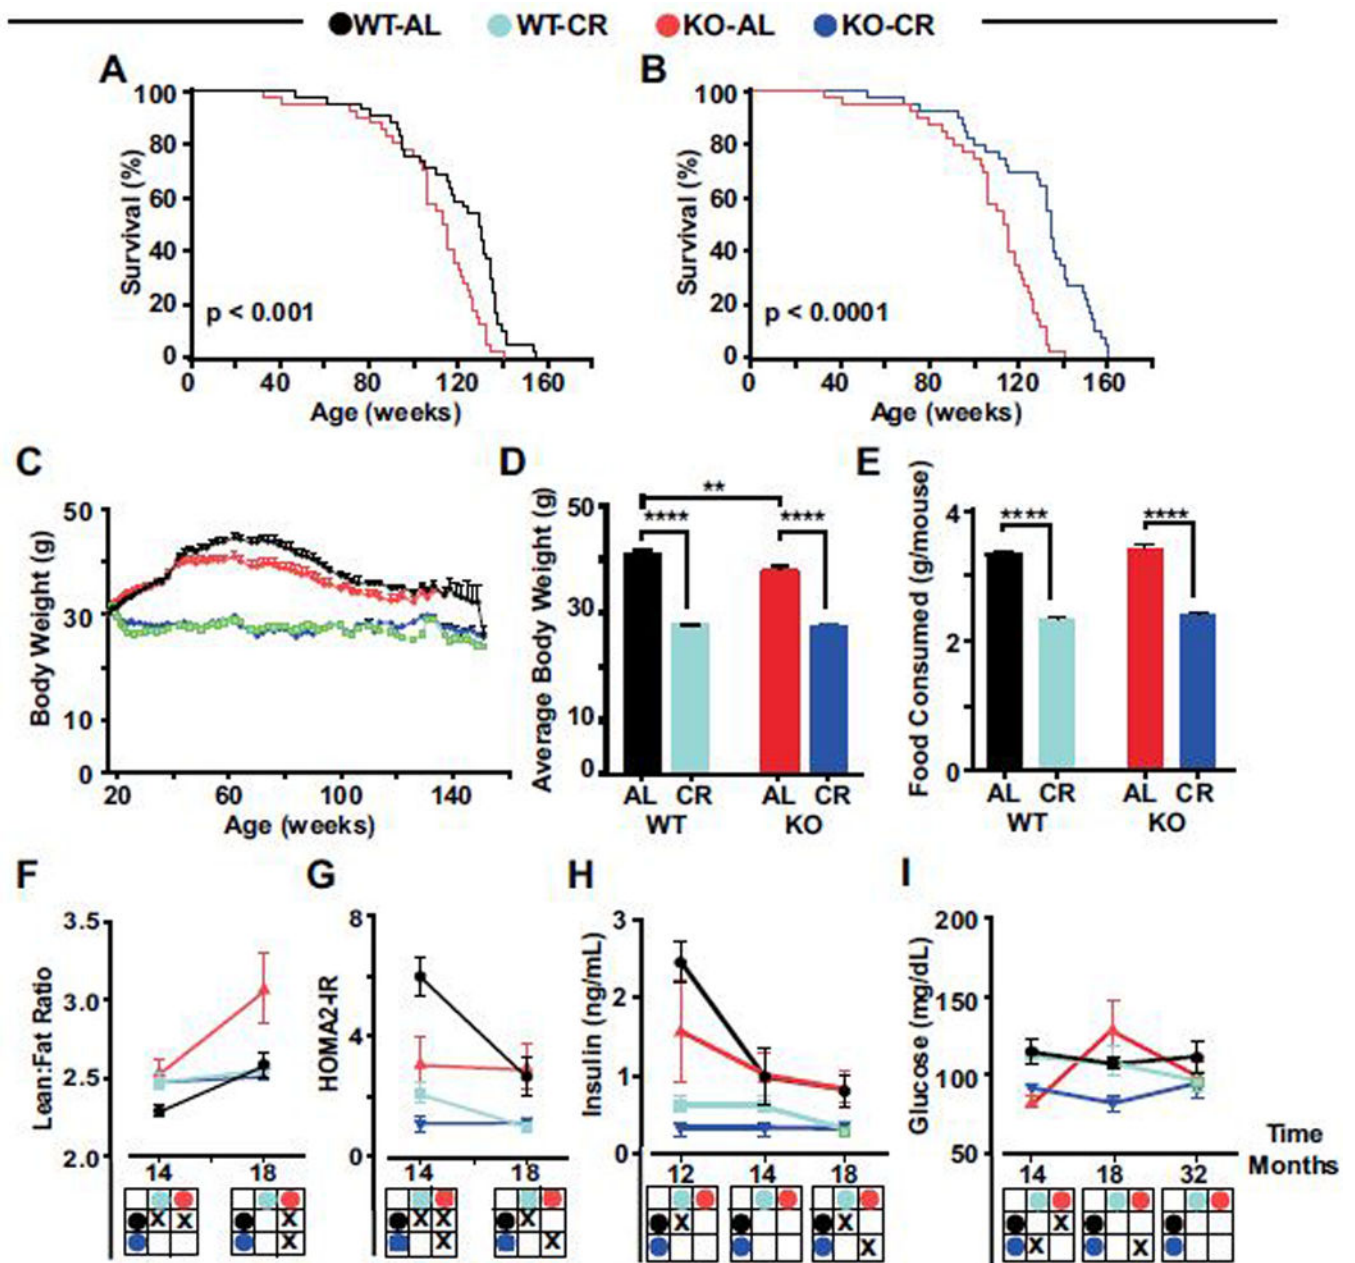 WT-AL WT-CR KO-AL KO-CR
A
100
80
60
40
20
0
Survival (%)
p < 0.001
0 40 80 120 160
Age (weeks)
B
100
80
60
40
20
0
Survival (%)
p < 0.0001
0 40 80 120 160
Age (weeks)
C
50
30
10
0
Body Weight (g)
20 60 100 140
Age (weeks)
D
50
30
10
0
Average Body Weight (g)
**
**** ****
AL CR AL CR
WT KO
E
4
2
0
Food Consumed (g/mouse)
**** ****
AL CR AL CR
WT KO
F
3.5
3.0
2.5
2.0
Lean:Fat Ratio
14 18
X X X
X
G
8
4
0
HOMA2-IR
14 18
X X X
X X
H
3
2
1
0
Insulin (ng/mL)
12 14 18
X X
X
I
200
150
100
50
Glucose (mg/dL)
14 18 32
X
X X
Time
Months